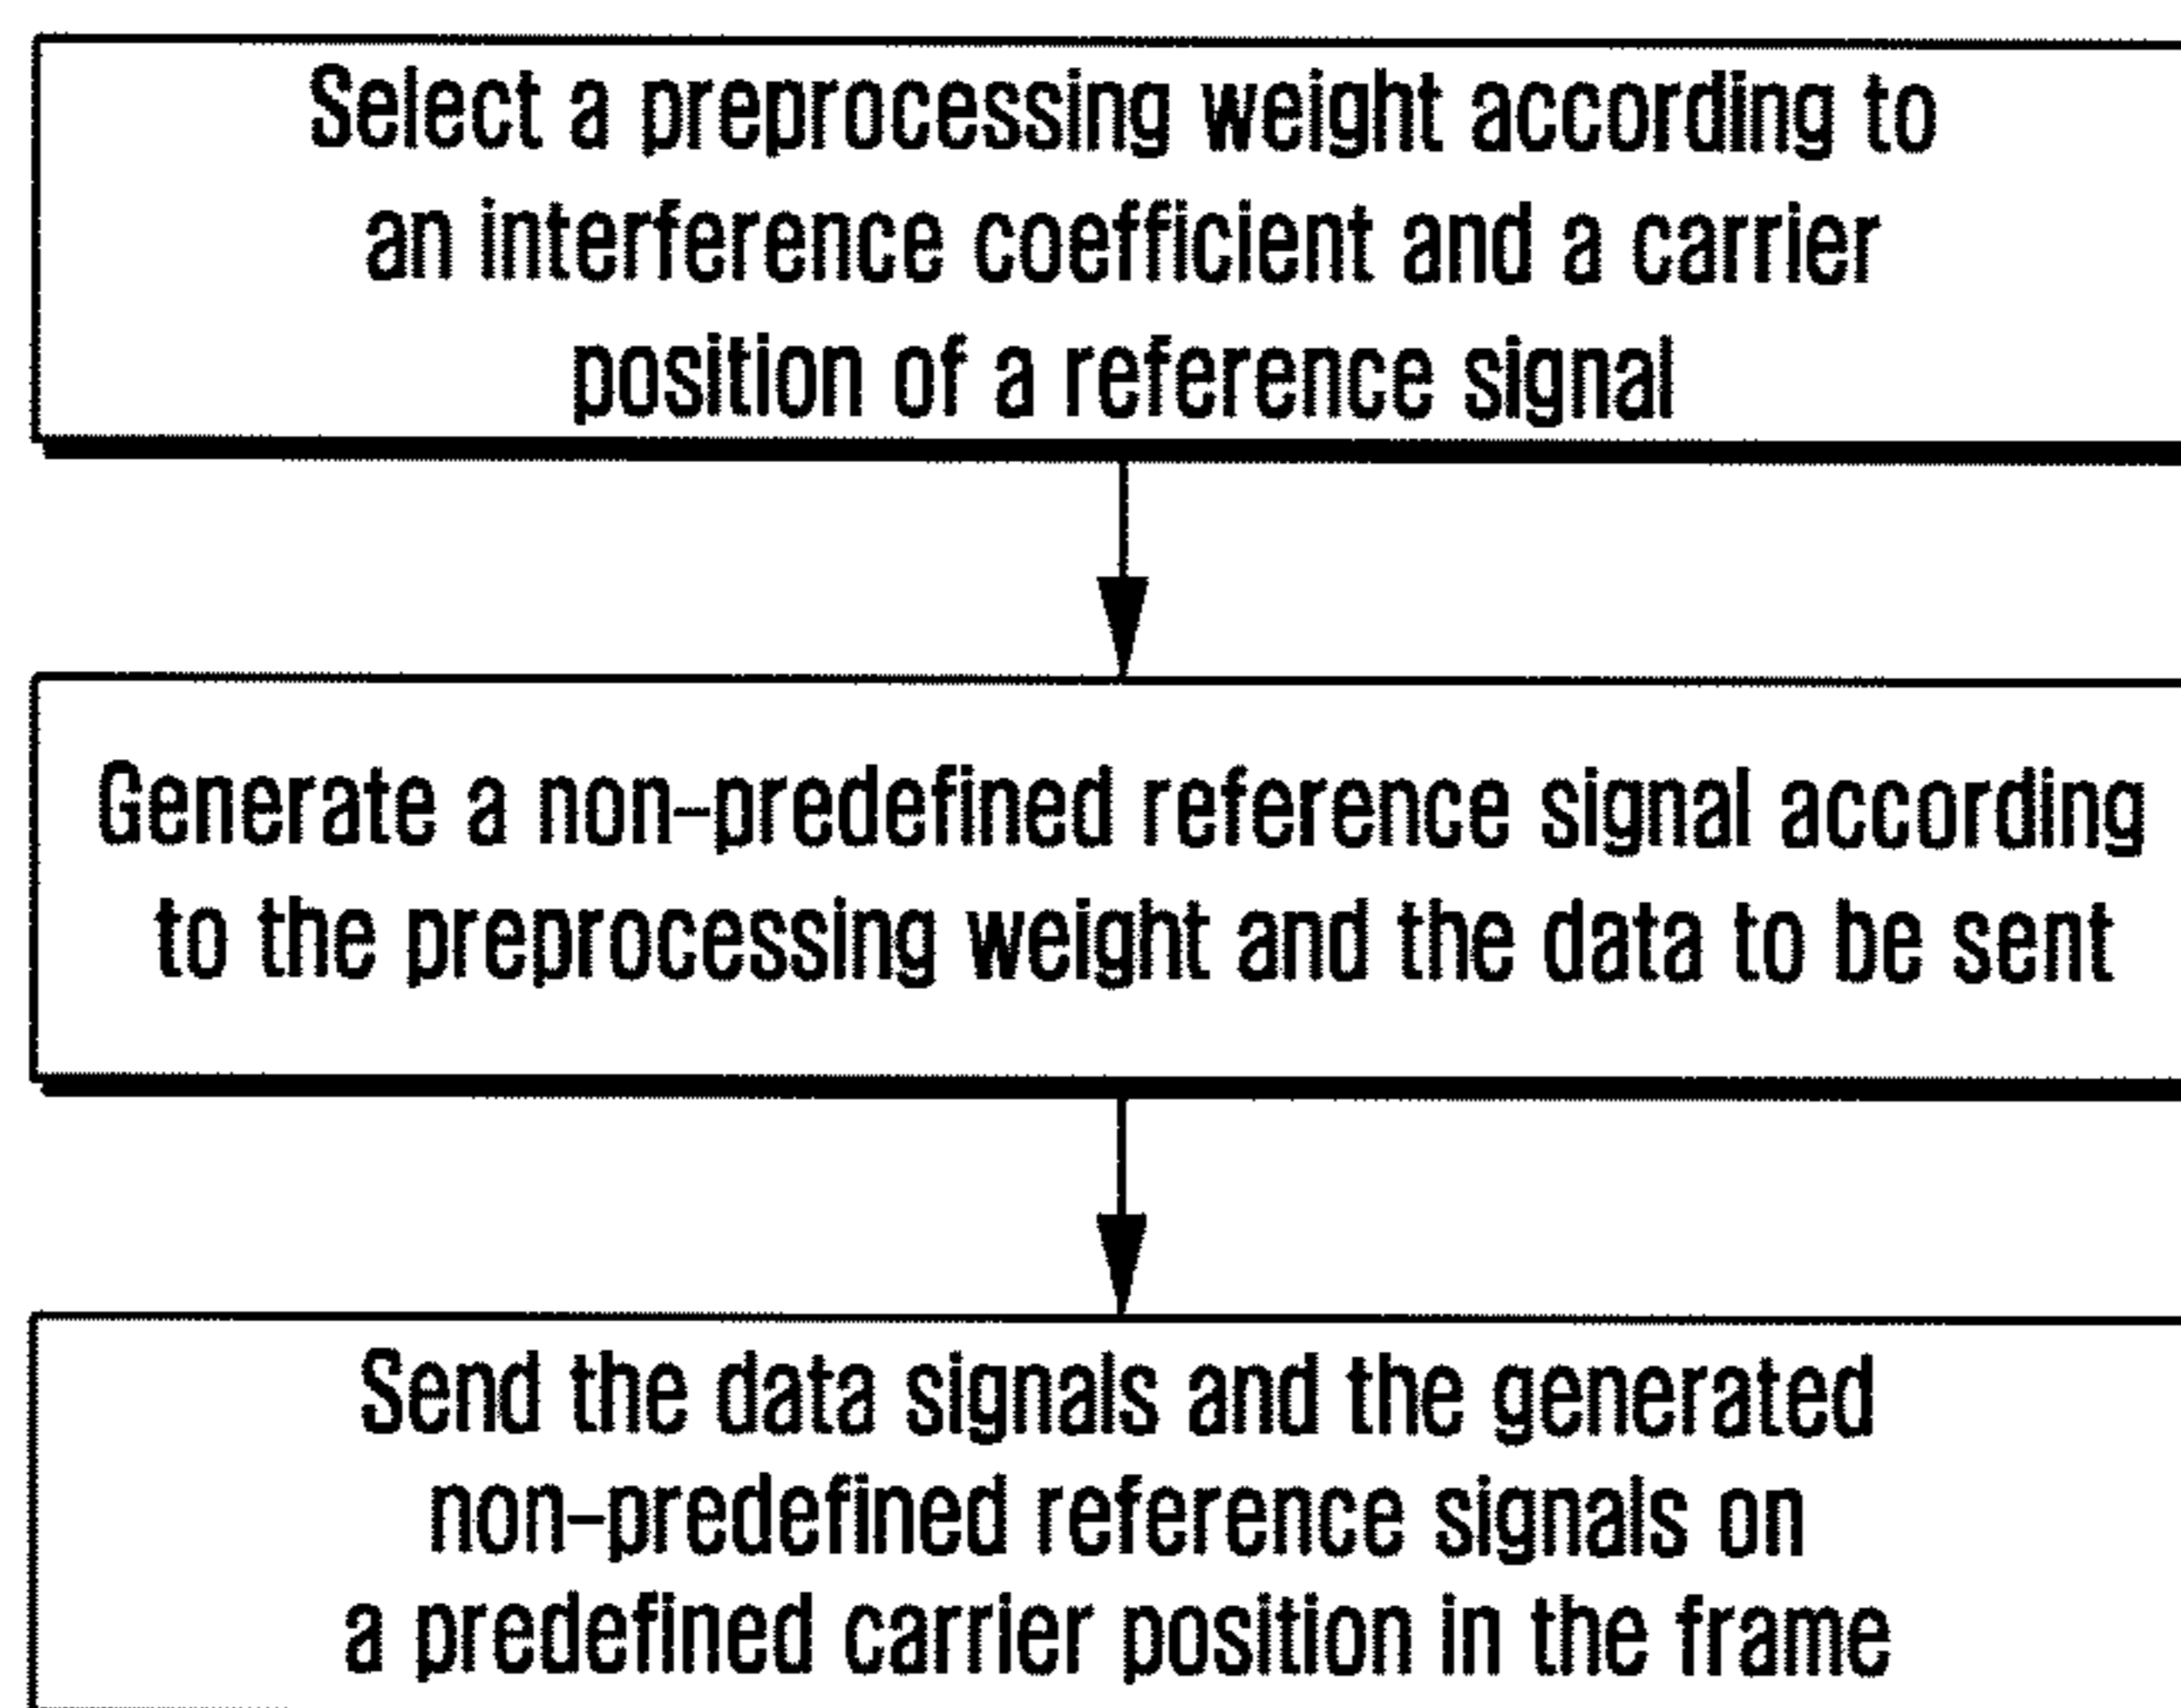 Select a preprocessing weight according to
an interference coefficient and a carrier
position of a reference signal
Generate a non-predefined reference signal according
to the preprocessing weight and the data to be sent
Send the data signals and the generated
non-predefined reference signals on
a predefined carrier position in the frame